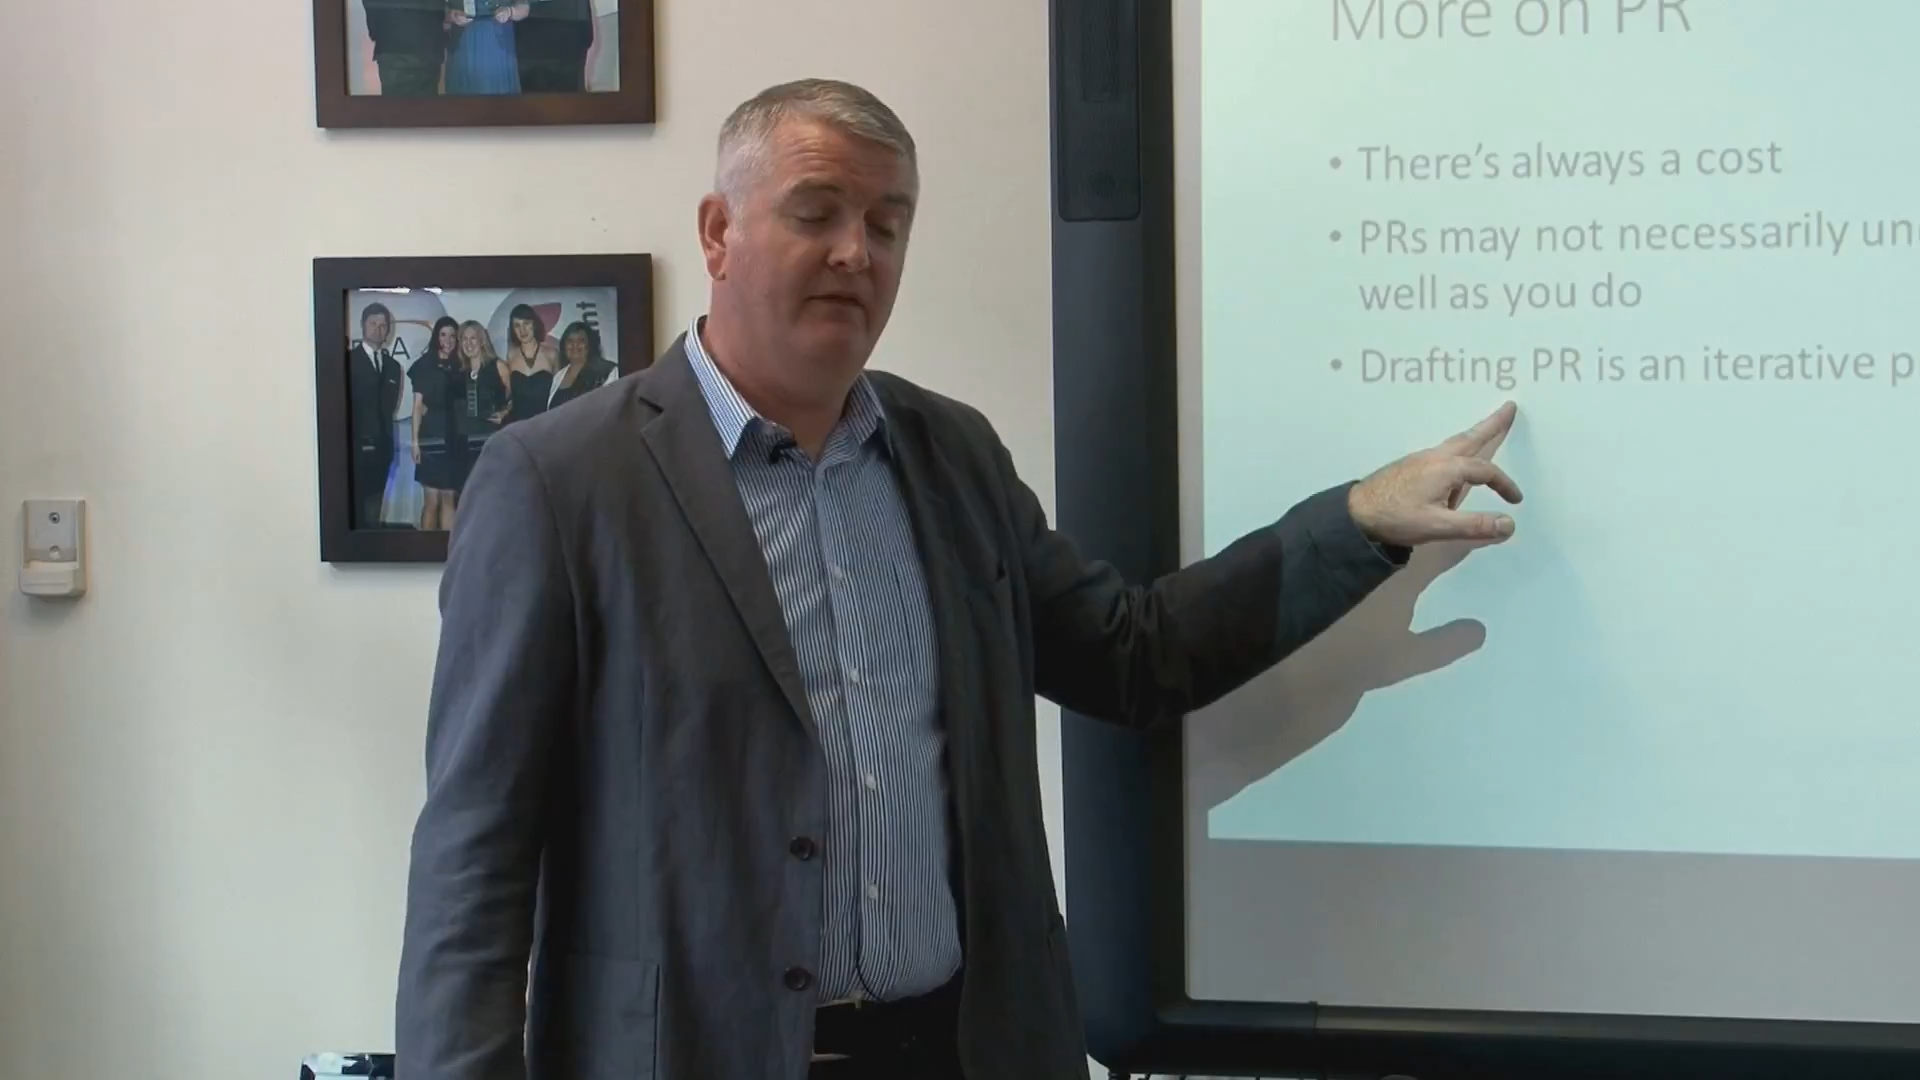 More on PR
• There's always a cost
• PRs may not necessarily
well as you do
• Drafting PR is an iterative